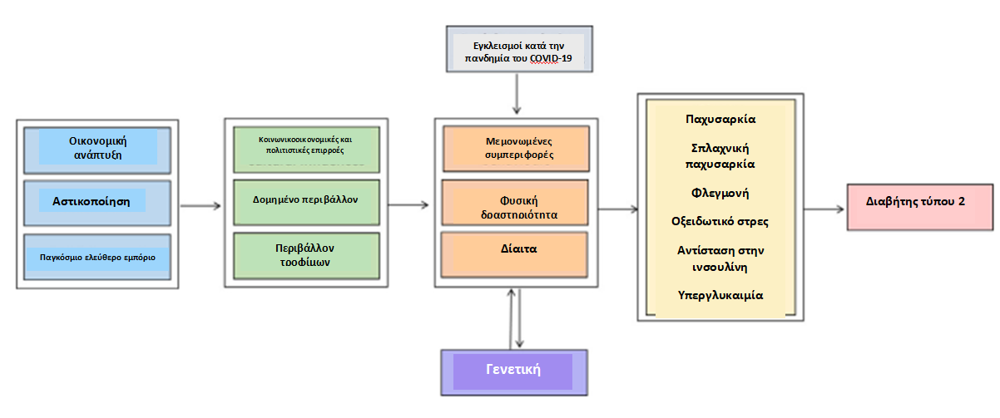 Εγκλεισμοί κατά την
πανδημία του COVID-19
Οικονομική
ανάπτυξη
Αστικοποίηση
Παγκόσμιο ελεύθερο εμπόριο
Κοινωνικοοικονομικές και
πολιτιστικές επιρροές
Δομημένο περιβάλλον
Περιβάλλον
τροφίμων
Μεμονωμένες
συμπεριφορές
Φυσική
δοαστηοιότητα
Δίαιτα
Γενετική
Παχυσαρκία
Σπλαχνική
παχυσαρκία
Φλεγμονή
Οξειδωτικό στρες
Αντίσταση στην
ινσουλίνη
Υπεργλυκαιμία
Διαβήτης τύπου 2